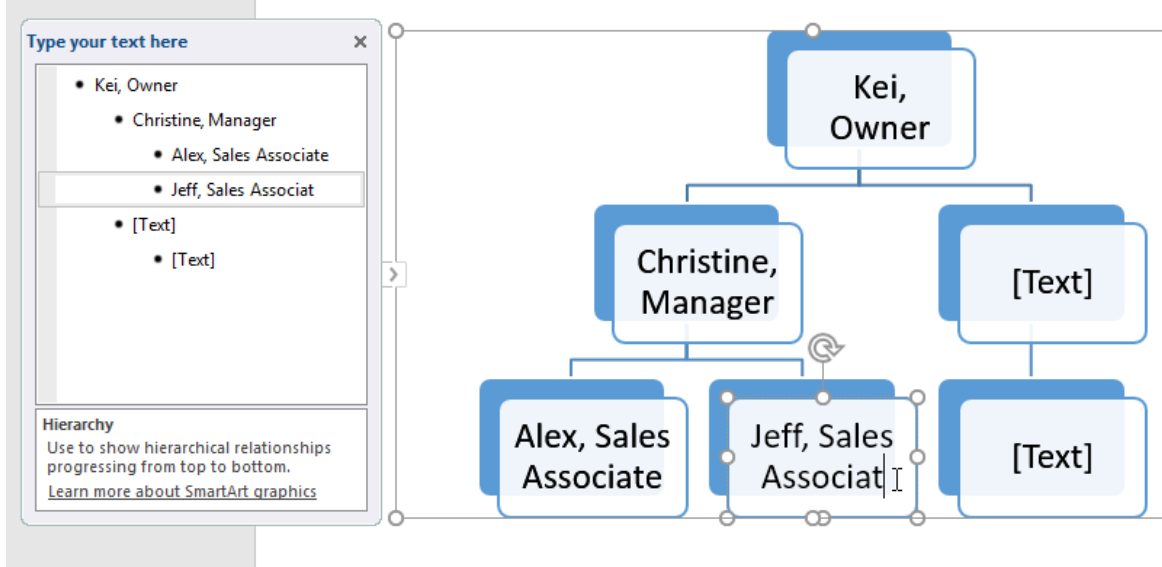 Type your text here
Kei, Owner
Christine, Manager
Alex, Sales Associate
Jeff, Sales Associat
[Text]
[Text]
Hierarchy
Use to show hierarchical relationships
progressing from top to bottom.
Learn more about SmartArt graphics
Kei,
Owner
Christine,
Manager
[Text]
Alex, Sales
Associate
Jeff, Sales
Associat
[Text]